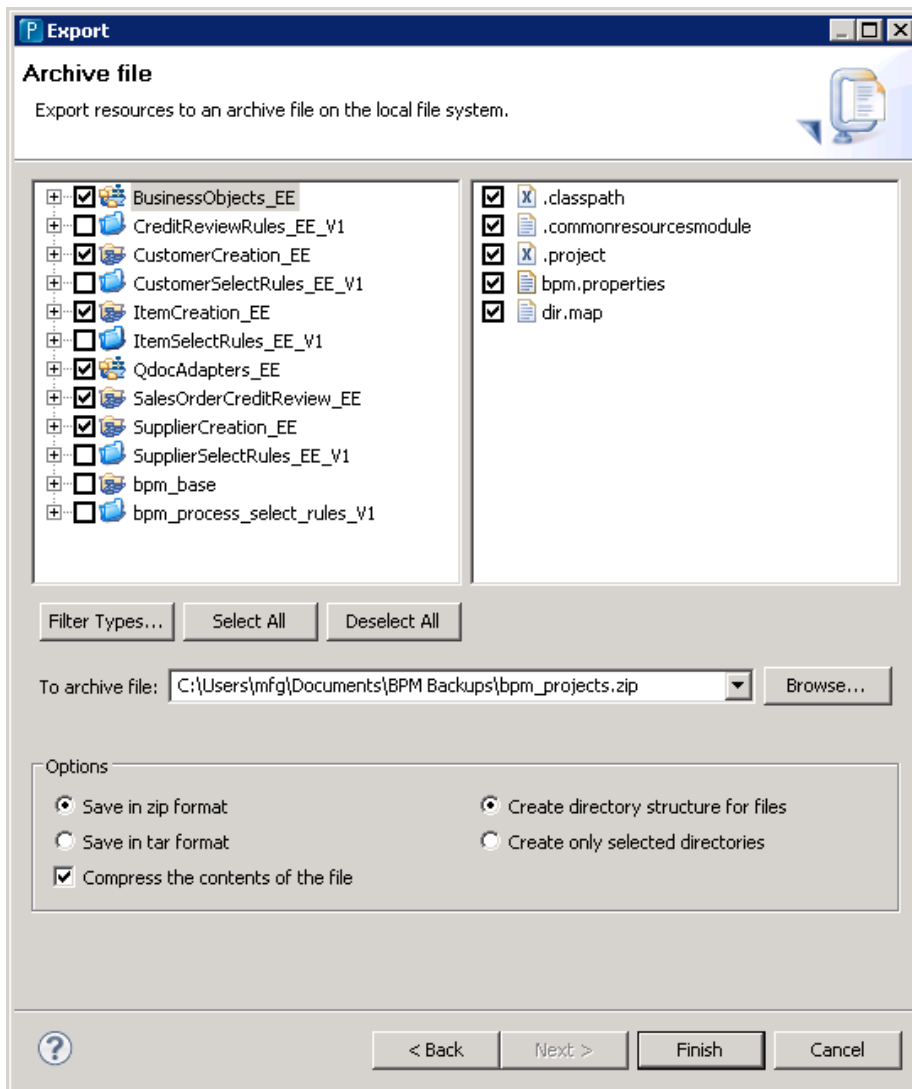 Export
Archive file
Export resources to an archive file on the local file system.
BusinessObjects_EE
CreditReviewRules_EE_V1
CustomerCreation_EE
CustomerSelectRules_EE_V1
ItemCreation_EE
ItemSelectRules_EE_V1
QdocAdapters_EE
SalesOrderCreditReview_EE
SupplierCreation_EE
SupplierSelectRules_EE_V1
bpm_base
bpm_process_select_rules_V1
.classpath
.commonresourcesmodule
.project
bpm.properties
dir.map
Filter Types... Select All Deselect All
To archive file: C:\Users\mfg\Documents\BPM Backups\bpm_projects.zip Browse...
Options
Save in zip format Create directory structure for files
Save in tar format Create only selected directories
Compress the contents of the file
? < Back Next > Finish Cancel